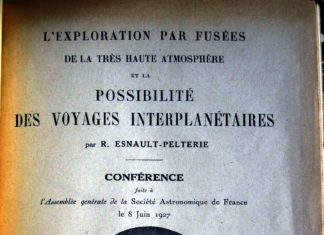 L'EXPLORATION PAR FUSÉES
DE LA TRÈS HAUTE ATMOSPHÈRE
ET LA
POSSIBILITÉ
DES VOYAGES INTERPLANÉTAIRES
par R. ESNAULT-PELTERIE
CONFÉRENCE
faite à
l'Assemblée générale de la Société Astronomique de France
le 8 Juin 1927